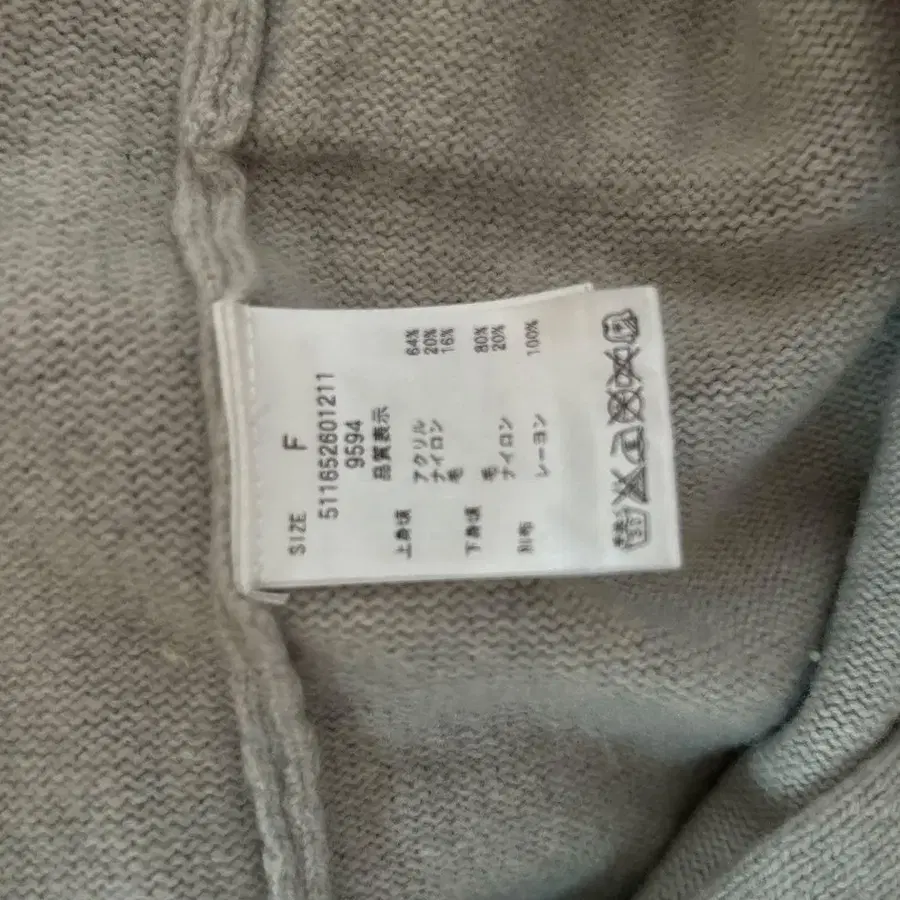 SIZE F
511652601211
9594
品質表示
上身頃 アクリル 64%
ナイロン 20%
毛 16%
下身頃 毛 80%
ナイロン 20%
別布 レーヨン 100%